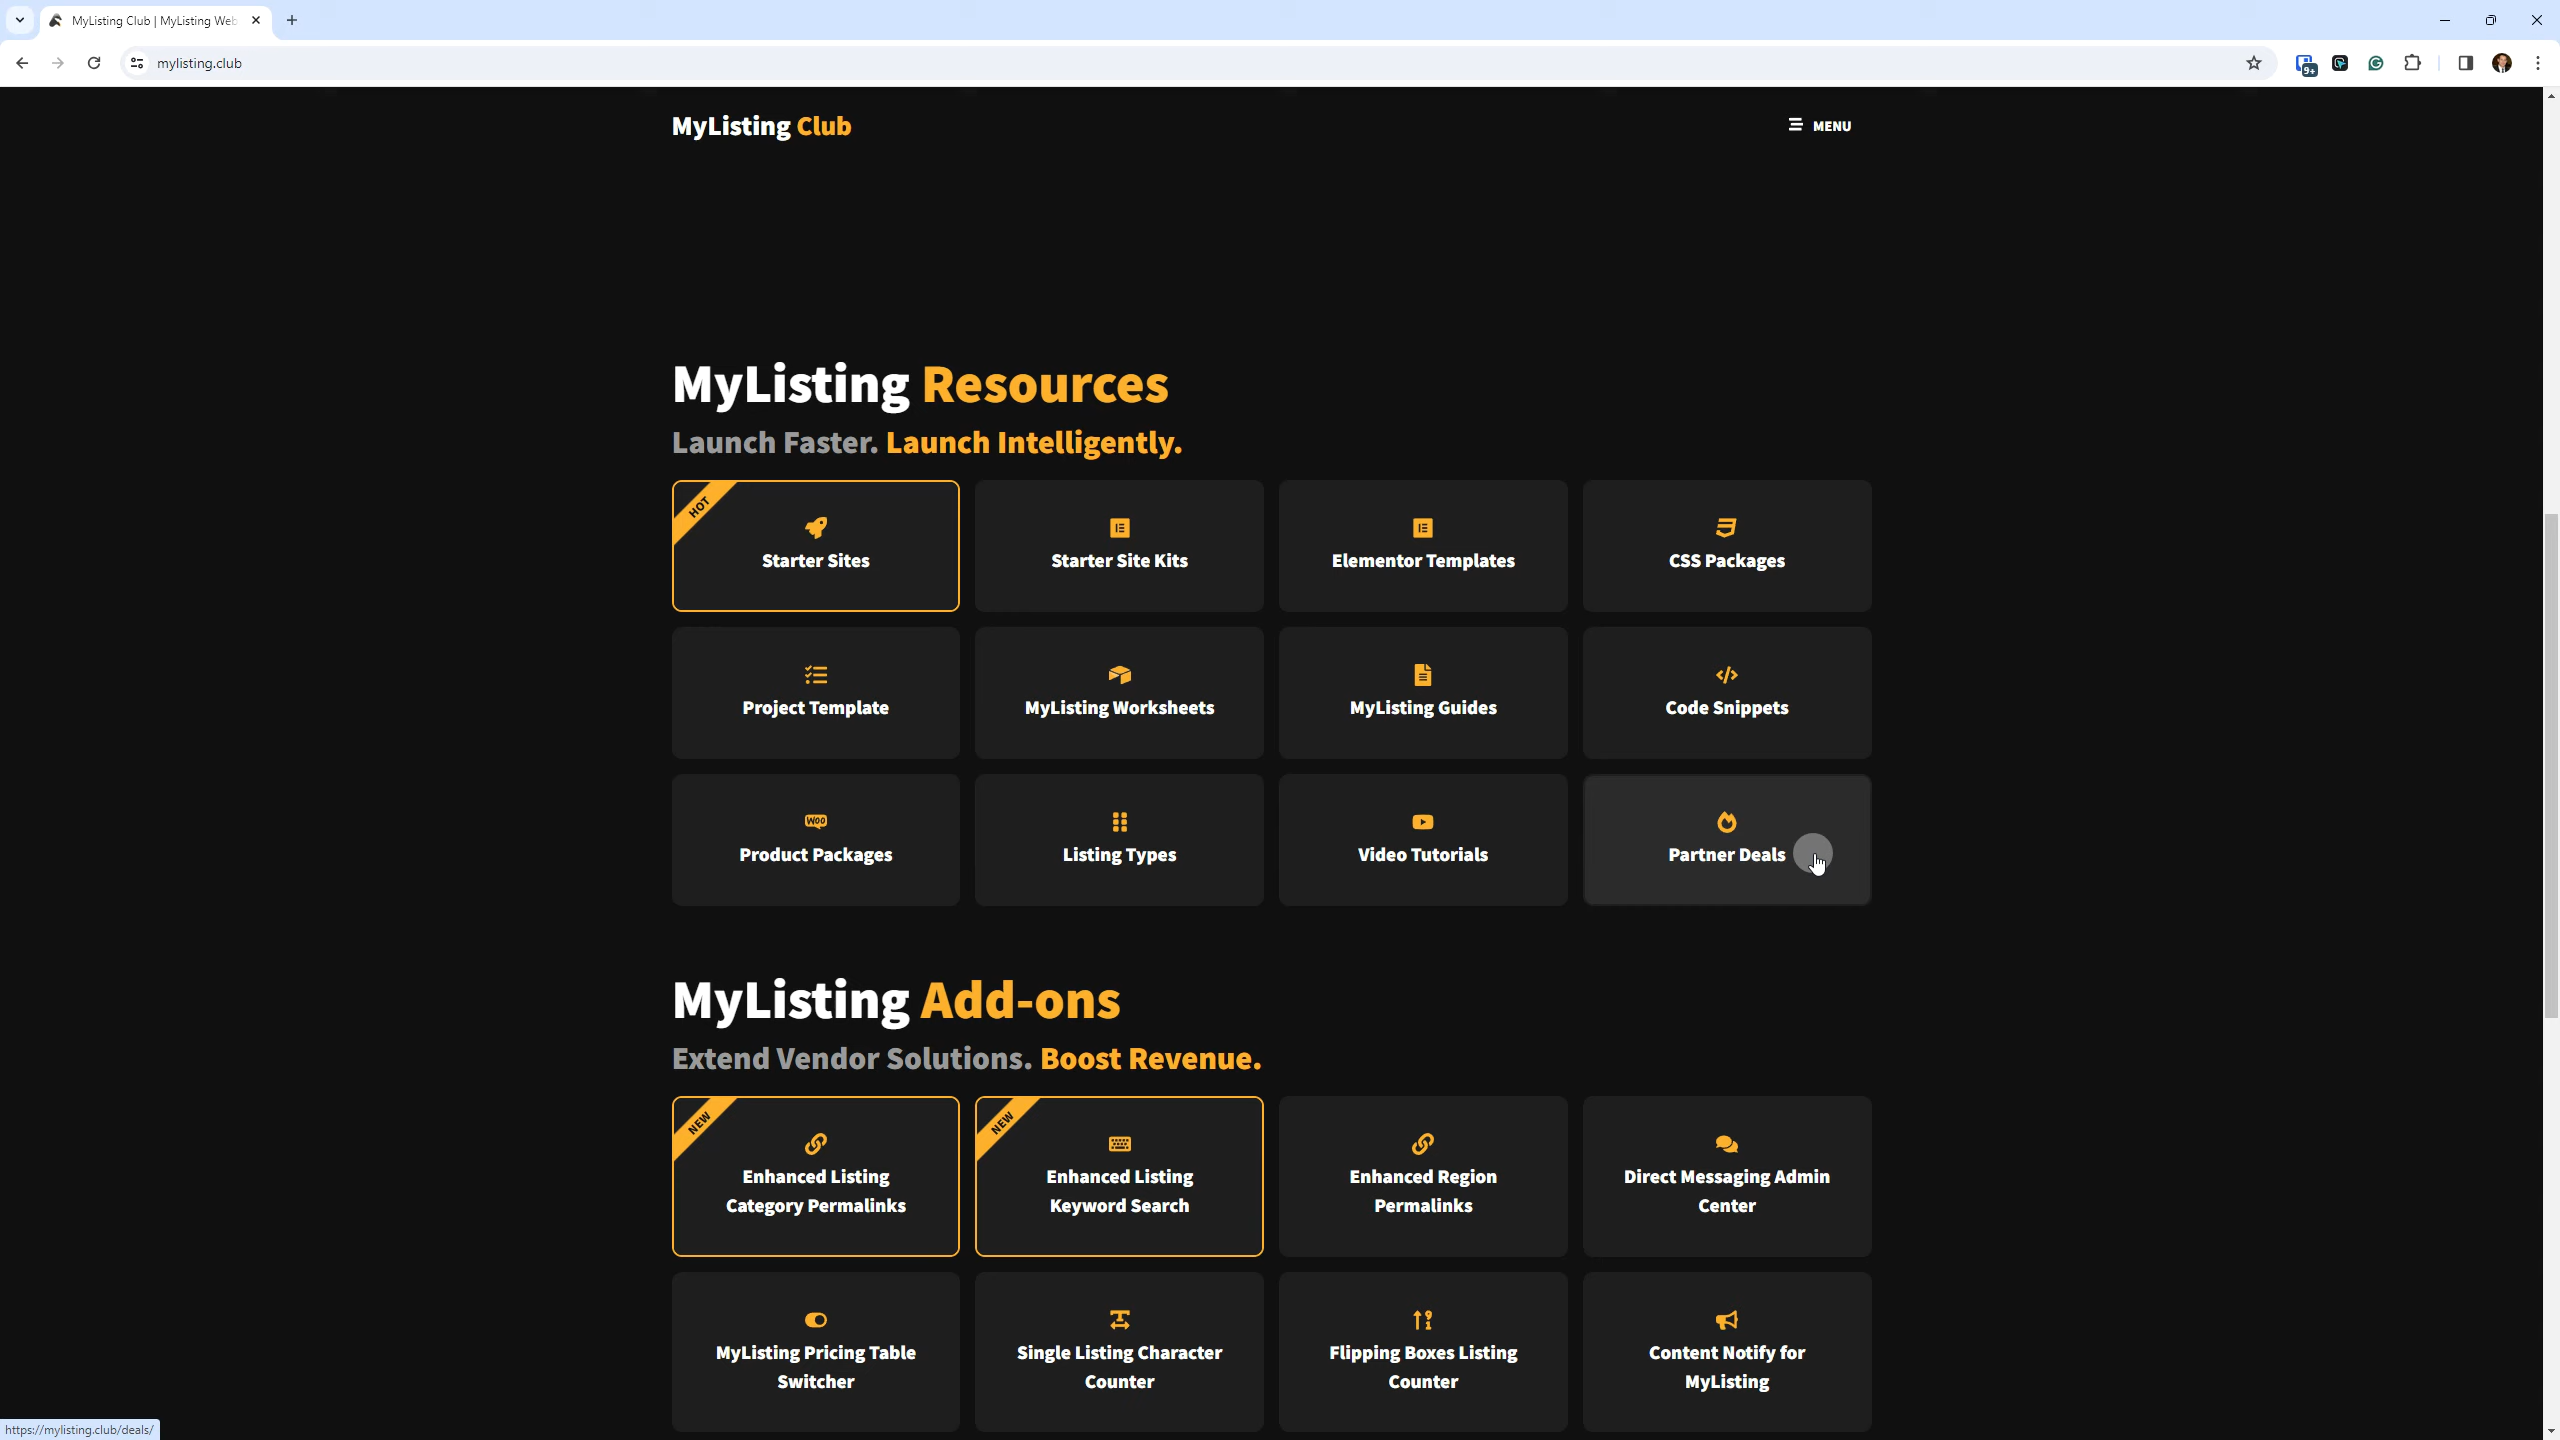 MyListing Club | MyListing Web
mylisting.club
9+
MyListing Club
MENU
MyListing Resources
Launch Faster. Launch Intelligently.
HOT
Starter Sites
Starter Site Kits
Elementor Templates
CSS Packages
Project Template
MyListing Worksheets
MyListing Guides
Code Snippets
Woo
Product Packages
Listing Types
Video Tutorials
Partner Deals
MyListing Add-ons
Extend Vendor Solutions. Boost Revenue.
NEW
Enhanced Listing
Category Permalinks
NEW
Enhanced Listing
Keyword Search
Enhanced Region
Permalinks
Direct Messaging Admin
Center
MyListing Pricing Table
Switcher
Single Listing Character
Counter
Flipping Boxes Listing
Counter
Content Notify for
MyListing
https://mylisting.club/deals/